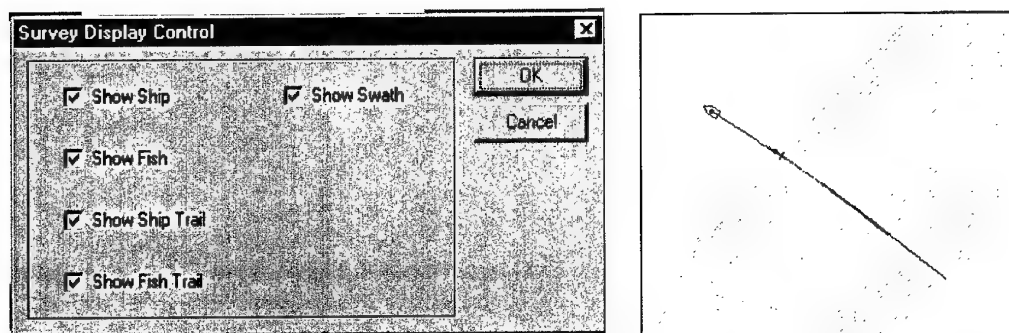 Survey Display Control
Show Ship
Show Swath
OK
Show Fish
Cancel
Show Ship Trail
Show Fish Trail